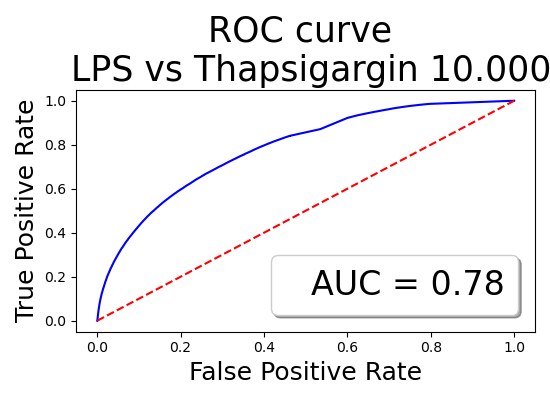 ROC curve
LPS vs Thapsigargin 10.000
True Positive Rate
1.0
0.8
0.6
0.4
0.2
0.0
AUC = 0.78
0.0 0.2 0.4 0.6 0.8 1.0
False Positive Rate